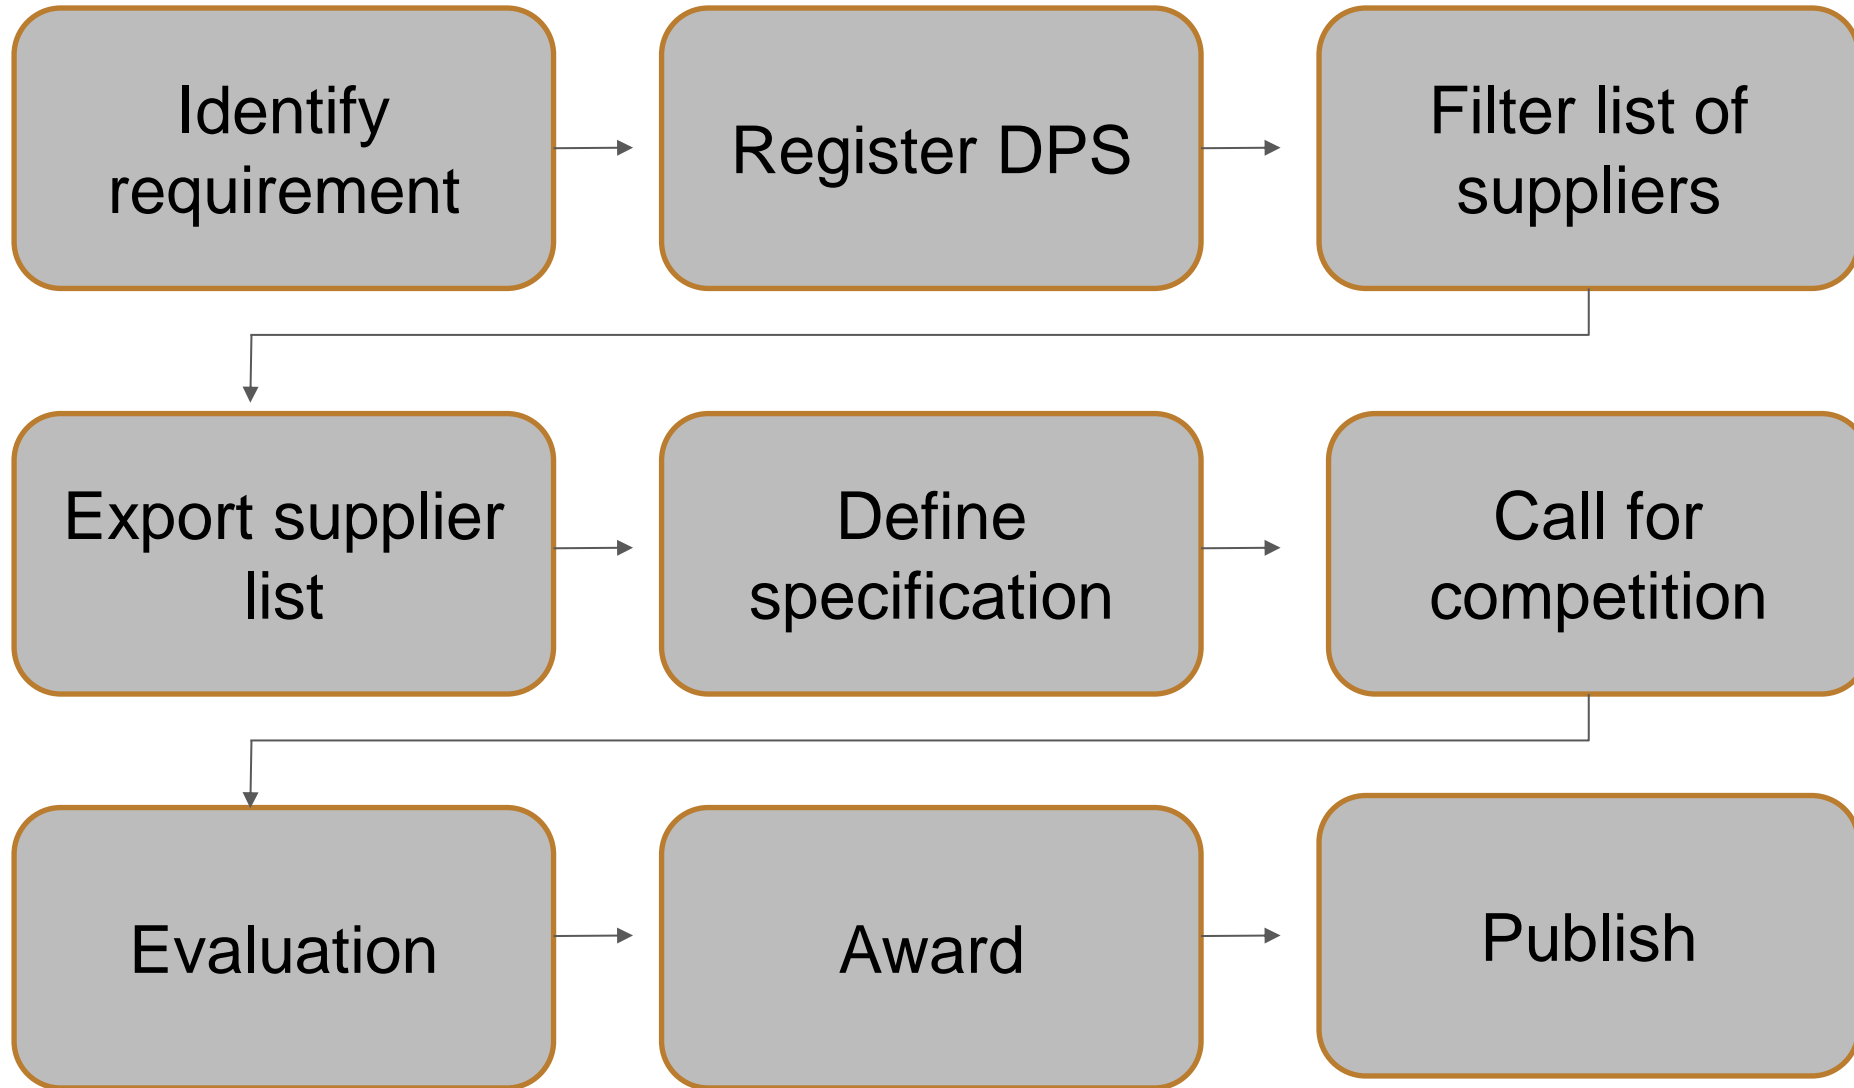 Identify
requirement
Register DPS
Filter list of
suppliers
Export supplier
list
Define
specification
Call for
competition
Evaluation
Award
Publish